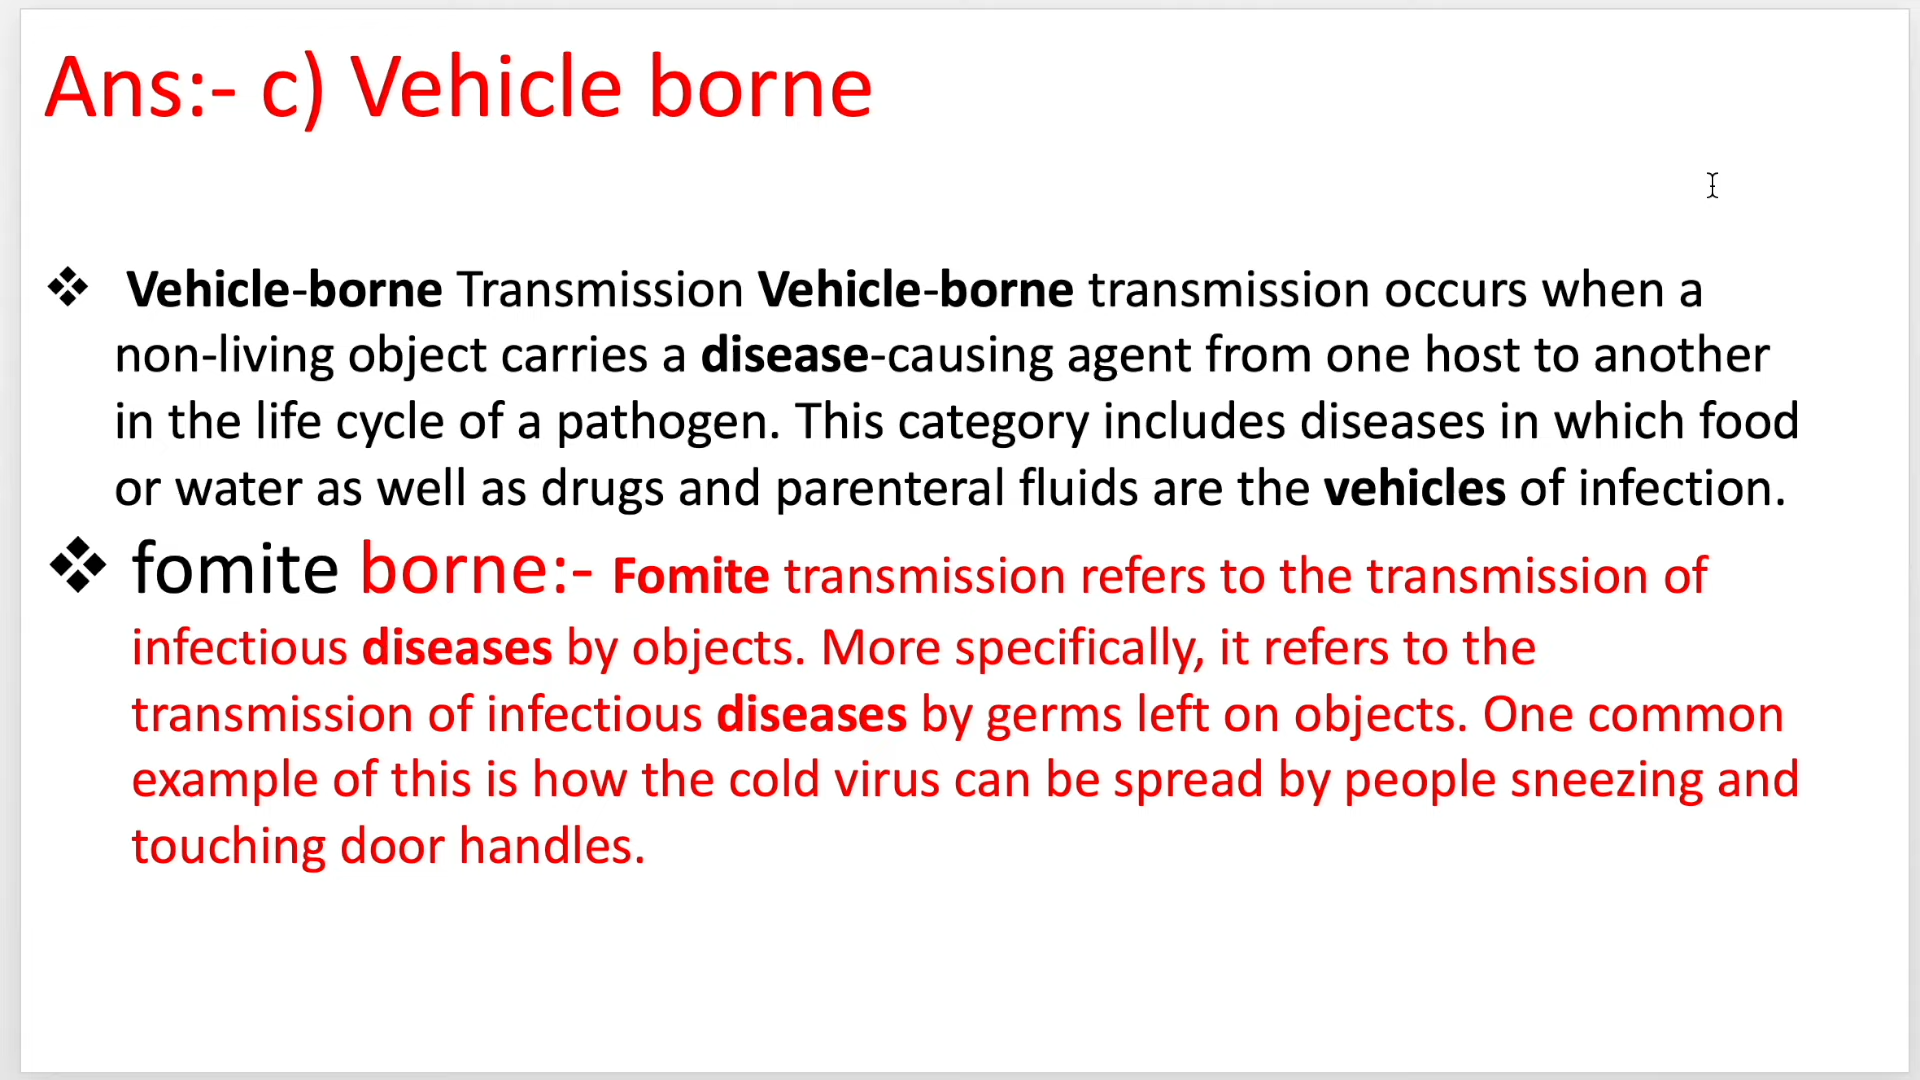 Ans:- c) Vehicle borne
❖ Vehicle-borne Transmission Vehicle-borne transmission occurs when a
non-living object carries a disease-causing agent from one host to another
in the life cycle of a pathogen. This category includes diseases in which food
or water as well as drugs and parenteral fluids are the vehicles of infection.
❖ fomite borne:- Fomite transmission refers to the transmission of
infectious diseases by objects. More specifically, it refers to the
transmission of infectious diseases by germs left on objects. One common
example of this is how the cold virus can be spread by people sneezing and
touching door handles.